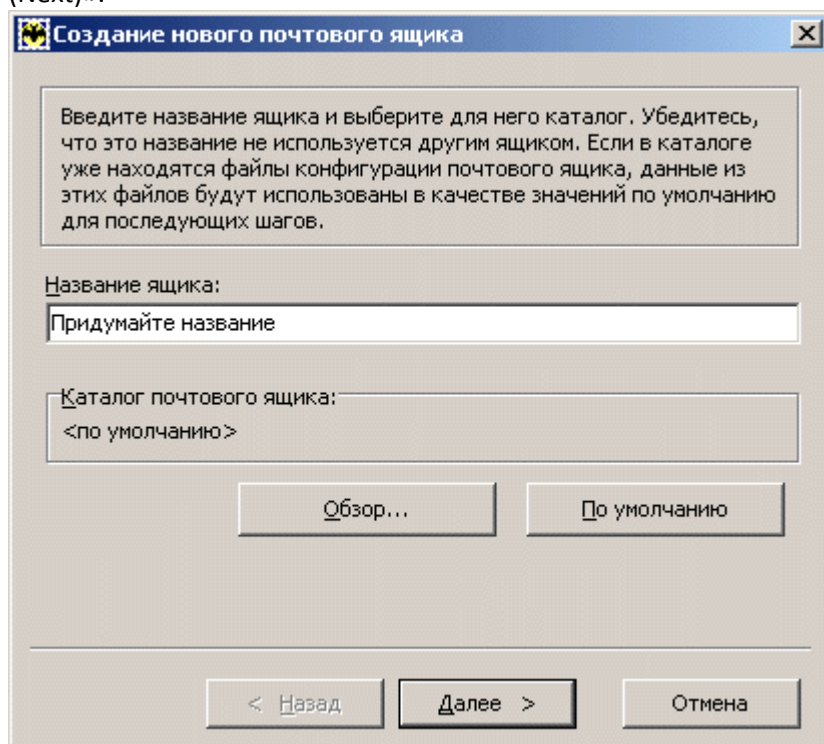 (Next)».
Создание нового почтового ящика
Введите название ящика и выберите для него каталог. Убедитесь,
что это название не используется другим ящиком. Если в каталоге
уже находятся файлы конфигурации почтового ящика, данные из
этих файлов будут использованы в качестве значений по умолчанию
для последующих шагов.
Название ящика:
Придумайте название
Каталог почтового ящика:
<по умолчанию>
Обзор... По умолчанию
< Назад Далее > Отмена